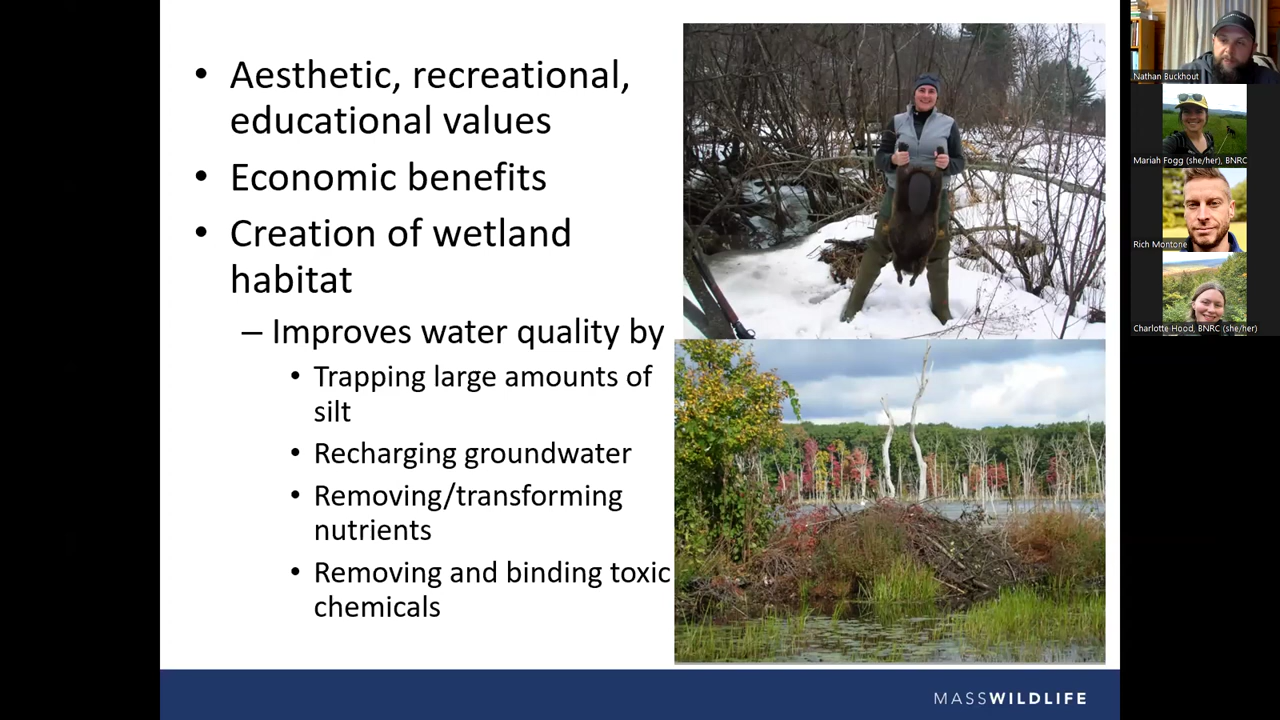 • Aesthetic, recreational,
educational values
• Economic benefits
• Creation of wetland
habitat
– Improves water quality by
• Trapping large amounts of
silt
• Recharging groundwater
• Removing/transforming
nutrients
• Removing and binding toxic
chemicals
MASSWILDLIFE
Nathan Buckhout
Mariah Fogg (she/her), BNRC
Rich Montone
Charlotte Hood, BNRC (she/her)